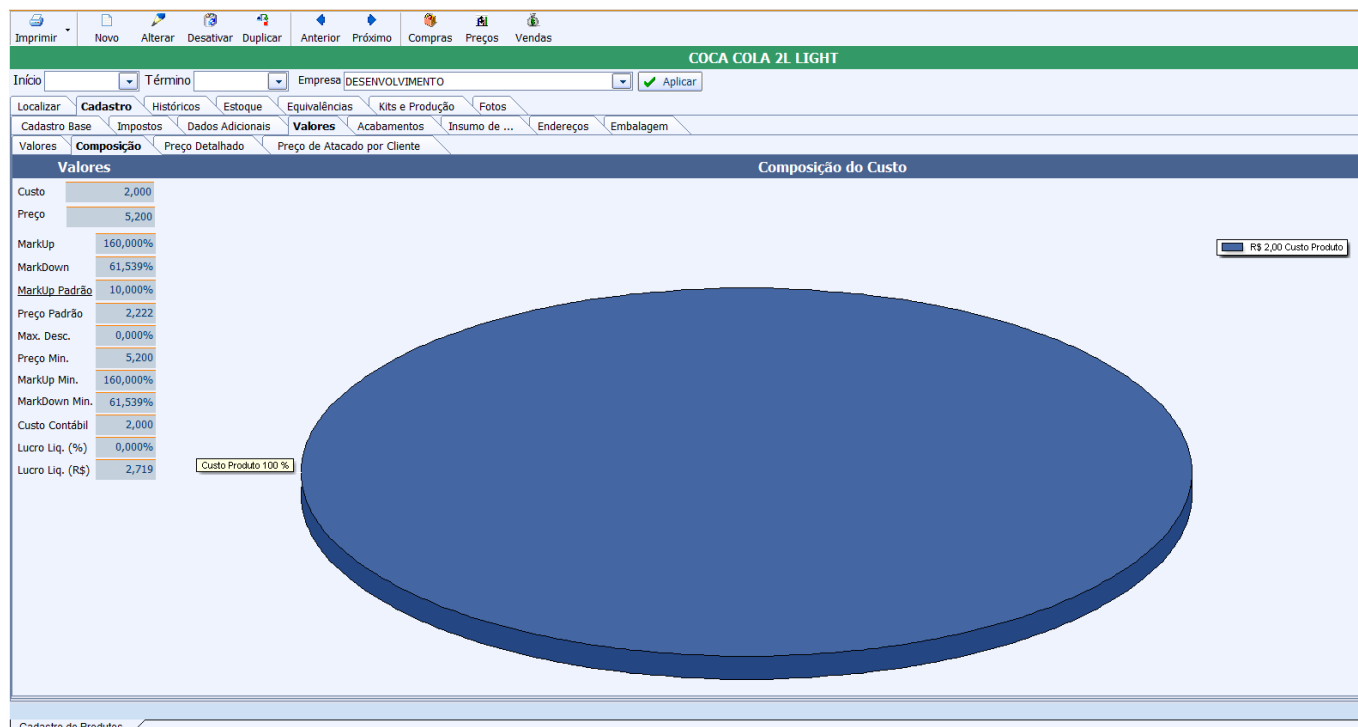 Imprimir Novo Alterar Desativar Duplicar Anterior Próximo Compras Preços Vendas
COCA COLA 2L LIGHT
Início Término Empresa DESENVOLVIMENTO Aplicar
Localizar Cadastro Históricos Estoque Equivalências Kits e Produção Fotos
Cadastro Base Impostos Dados Adicionais Valores Acabamentos Insumo de ... Endereços Embalagem
Valores Composição Preço Detalhado Preço de Atacado por Cliente
Valores Composição do Custo
Custo 2,000
Preço 5,200
MarkUp 160,000%
R$ 2,00 Custo Produto
MarkDown 61,539%
MarkUp Padrão 10,000%
Preço Padrão 2,222
Max. Desc. 0,000%
Preço Min. 5,200
MarkUp Min. 160,000%
MarkDown Min. 61,539%
Custo Contábil 2,000
Lucro Liq. (%) 0,000%
Lucro Liq. (R$) 2,719
Custo Produto 100 %
Cadastro de Produtos